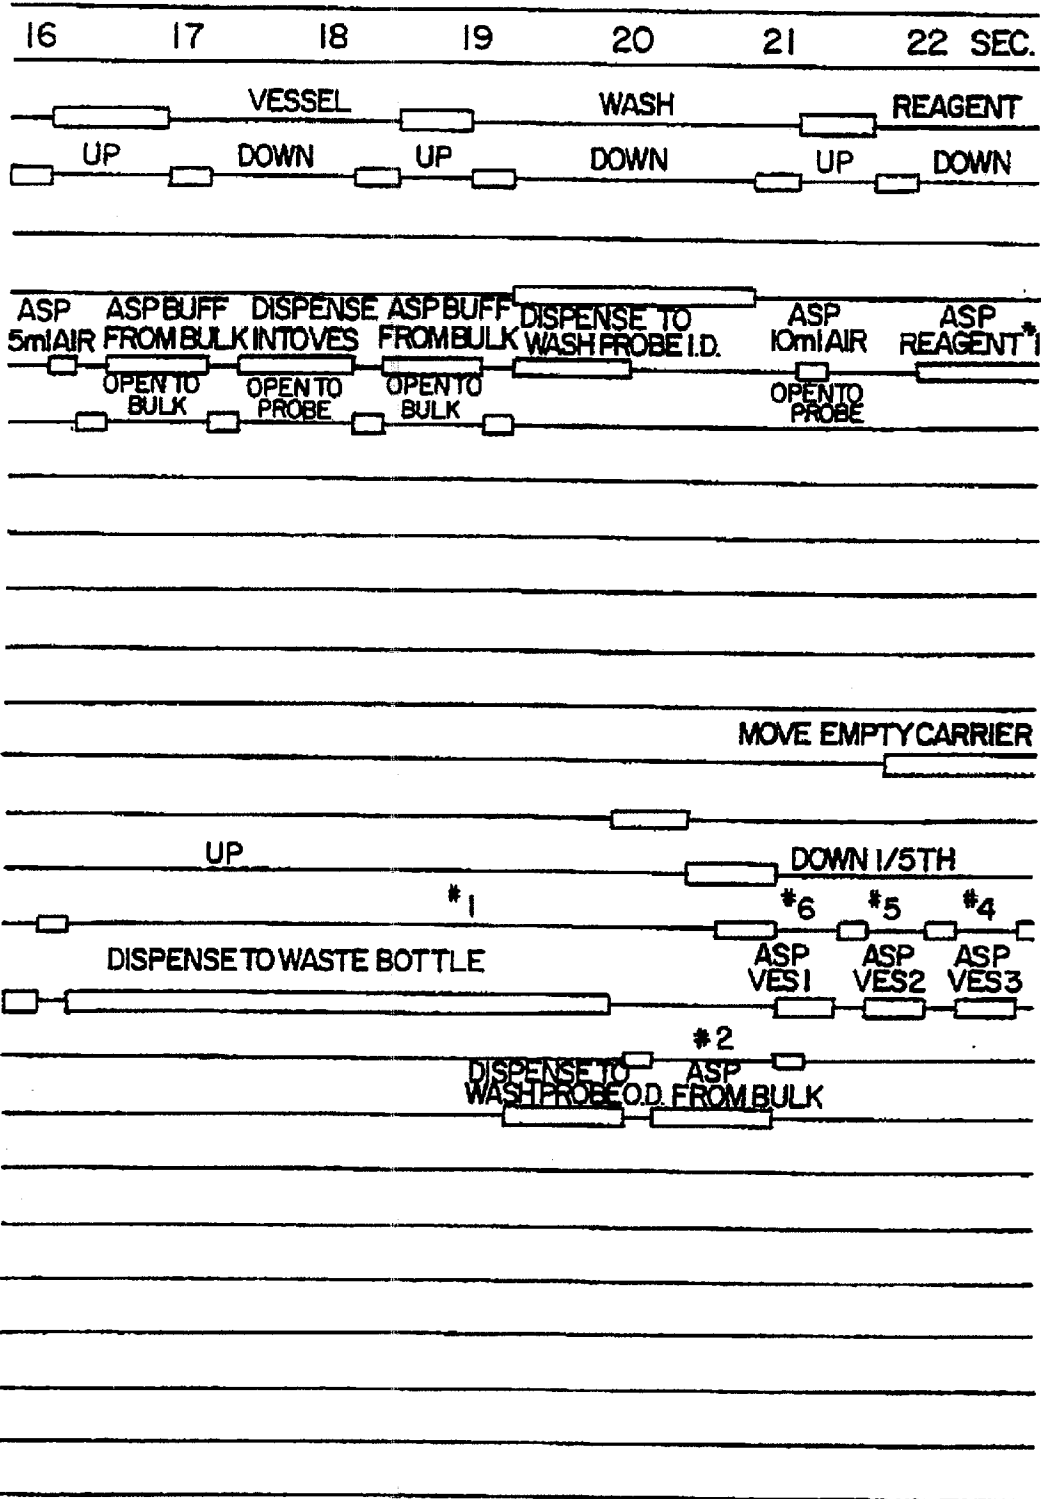 16 17 18 19 20 21 22 SEC.
VESSEL WASH REAGENT
UP DOWN UP DOWN UP DOWN
ASP ASP BUFF DISPENSE ASP BUFF DISPENSE TO ASP ASP
5ml AIR FROM BULK INTO VES FROM BULK WASH PROBE I.D. 10ml AIR REAGENT #1
OPEN TO OPEN TO OPEN TO OPEN TO
BULK PROBE BULK PROBE
MOVE EMPTY CARRIER
UP DOWN 1/5TH
#1 #6 #5 #4
DISPENSE TO WASTE BOTTLE ASP ASP ASP
VES1 VES2 VES3
#2
DISPENSE TO ASP
WASH PROBE O.D. FROM BULK